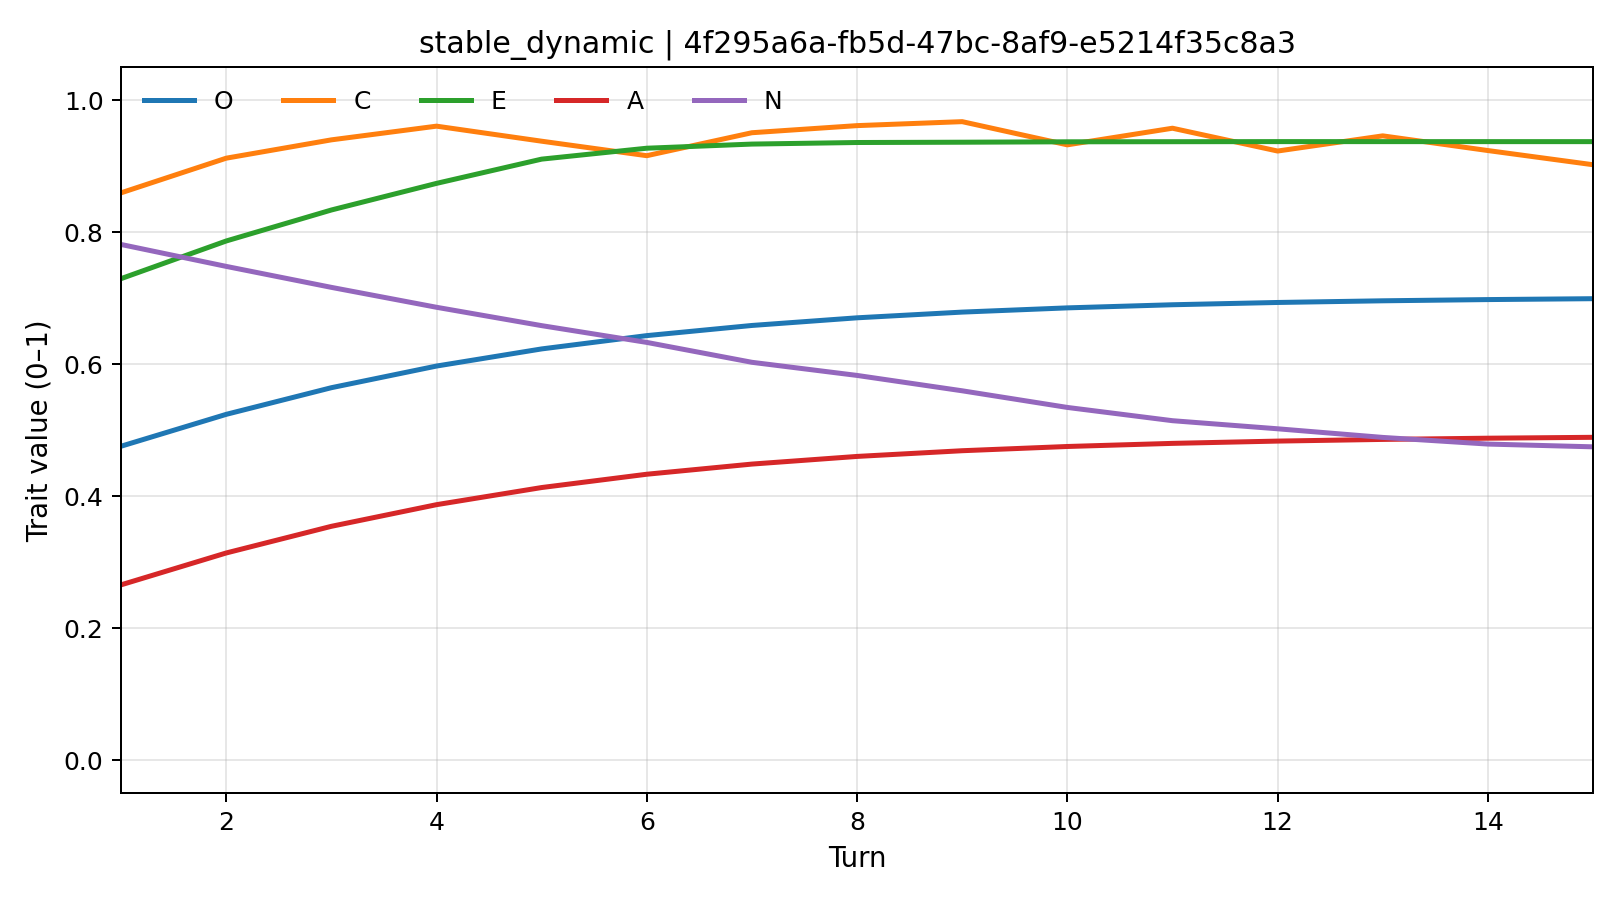 stable_dynamic | 4f295a6a-fb5d-47bc-8af9-e5214f35c8a3
O C E A N
Trait value (0–1)
1.0
0.8
0.6
0.4
0.2
0.0
2 4 6 8 10 12 14
Turn